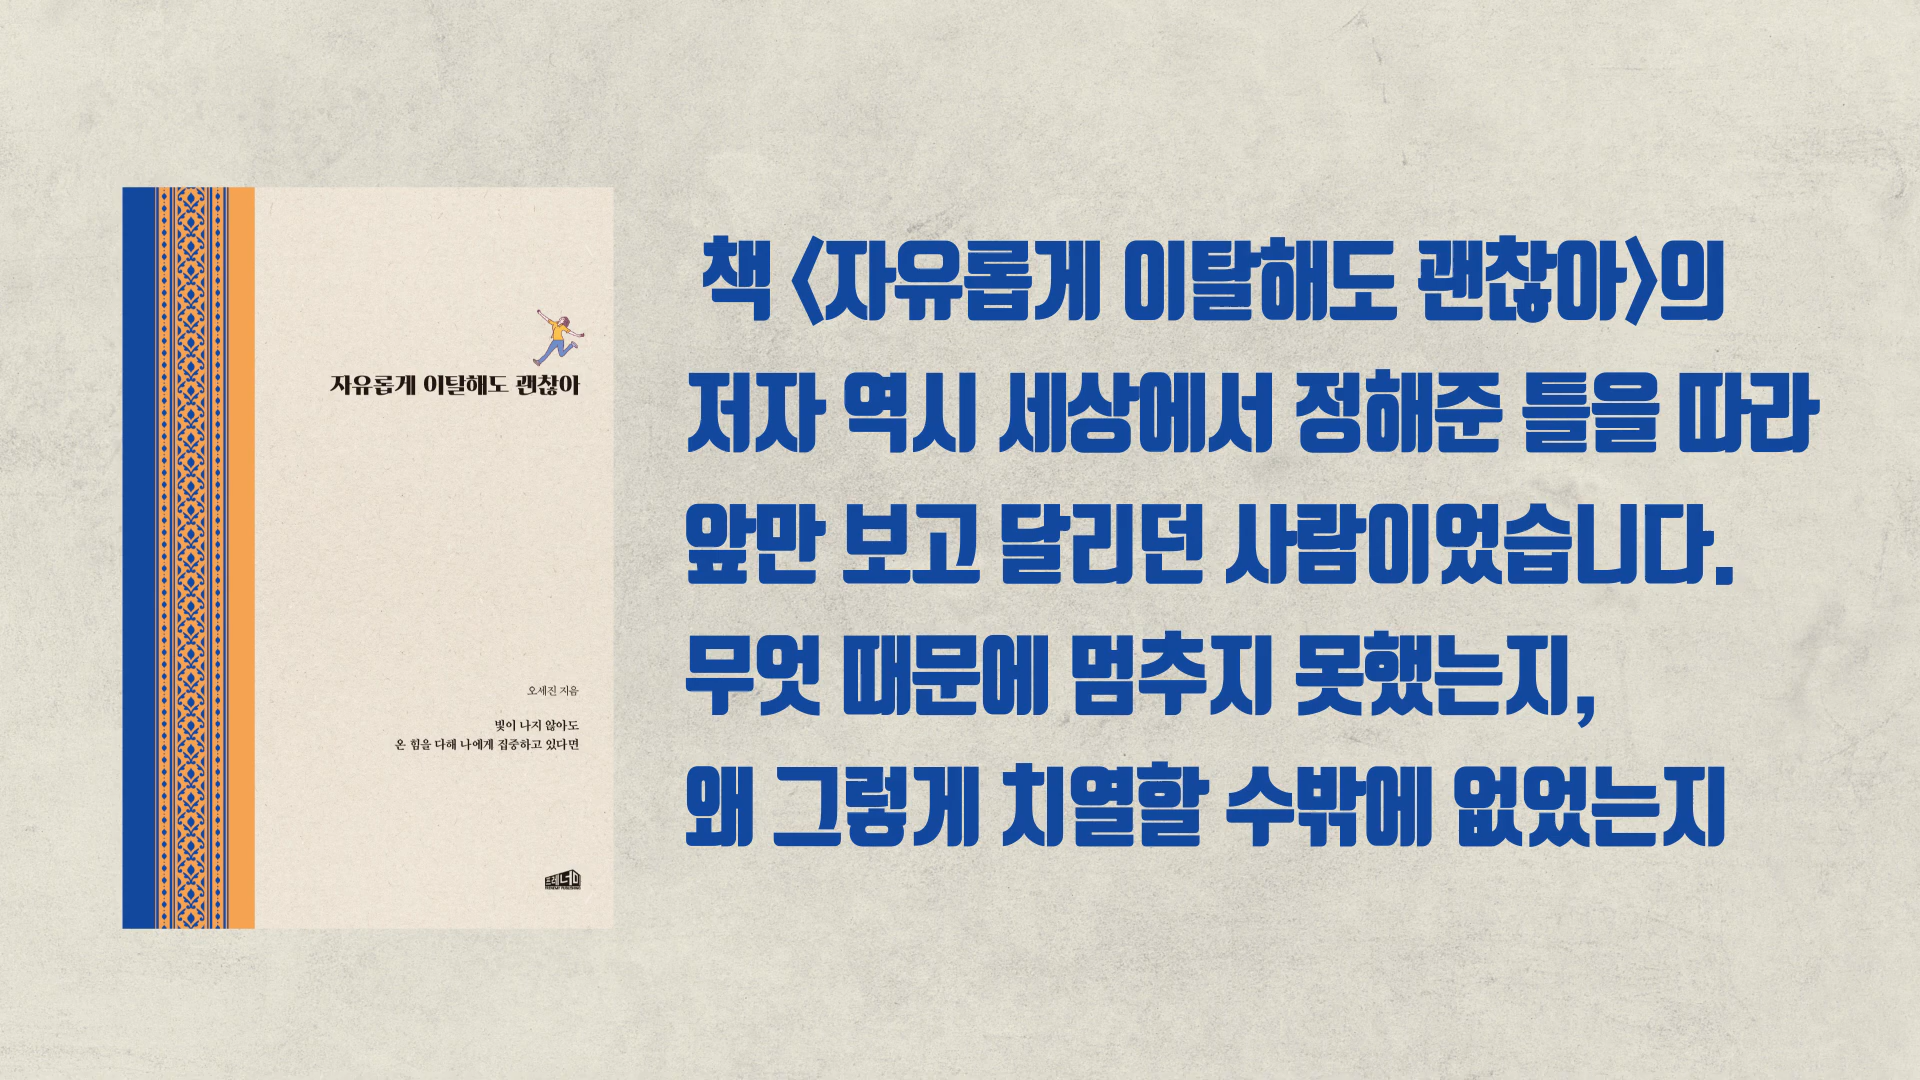 자유롭게 이탈해도 괜찮아
오세진 지음
빛이 나지 않아도
온 힘을 다해 나에게 집중하고 있다면
책 <자유롭게 이탈해도 괜찮아>의
저자 역시 세상에서 정해준 틀을 따라
앞만 보고 달리던 사람이었습니다.
무엇 때문에 멈추지 못했는지,
왜 그렇게 치열할 수밖에 없었는지